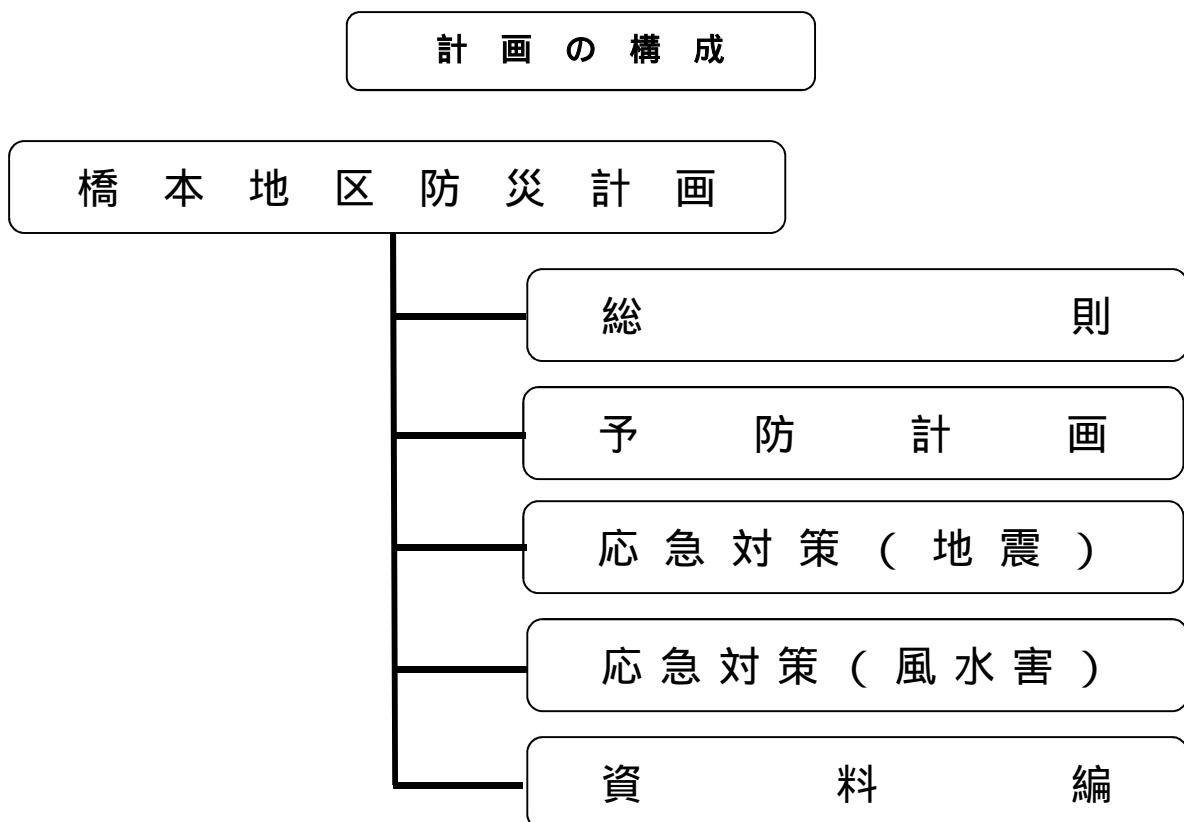 計画の構成
橋本地区防災計画
総則
予防計画
応急対策(地震)
応急対策(風水害)
資料編